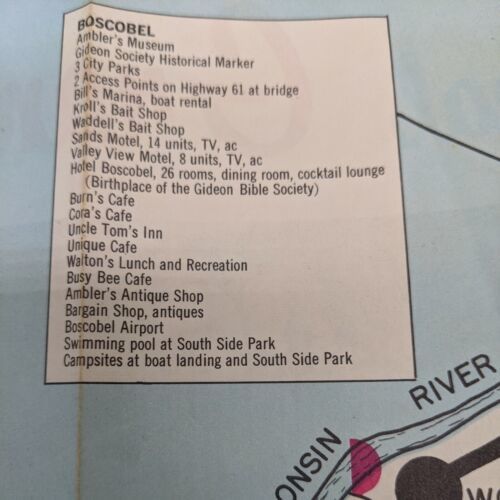 BOSCOBEL
Ambler's Museum
Gideon Society Historical Marker
3 City Parks
2 Access Points on Highway 61 at bridge
Bill's Marina, boat rental
Kroll's Bait Shop
Waddell's Bait Shop
Sands Motel, 14 units, TV, ac
Valley View Motel, 8 units, TV, ac
Hotel Boscobel, 26 rooms, dining room, cocktail lounge
(Birthplace of the Gideon Bible Society)
Burn's Cafe
Cora's Cafe
Uncle Tom's Inn
Unique Cafe
Walton's Lunch and Recreation
Busy Bee Cafe
Ambler's Antique Shop
Bargain Shop, antiques
Boscobel Airport
Swimming pool at South Side Park
Campsites at boat landing and South Side Park
ONSIN RIVER